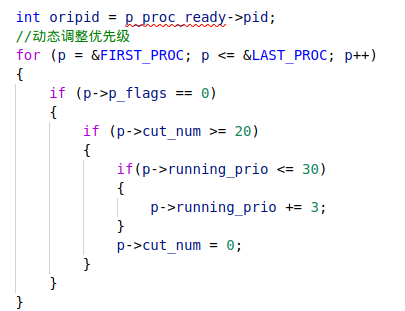 int oripid = p_proc_ready->pid;
//动态调整优先级
for (p = &FIRST_PROC; p <= &LAST_PROC; p++)
{
    if (p->p_flags == 0)
    {
        if (p->cut_num >= 20)
        {
            if(p->running_prio <= 30)
            {
                p->running_prio += 3;
            }
            p->cut_num = 0;
        }
    }
}